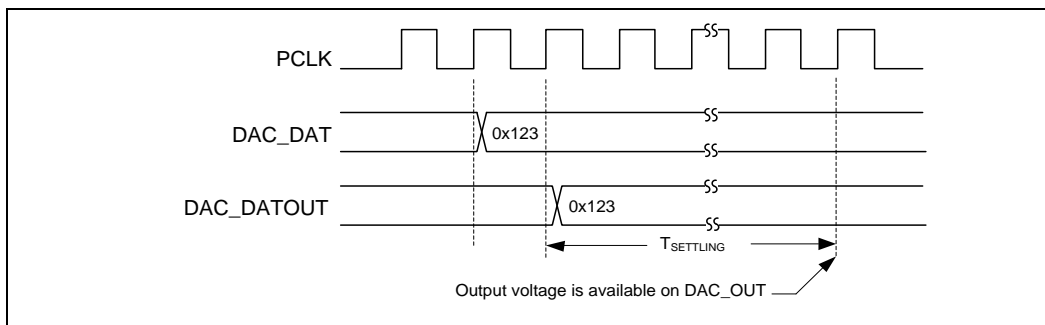 PCLK
DAC_DAT
0x123
DAC_DATOUT
0x123
TSETTLING
Output voltage is available on DAC_OUT